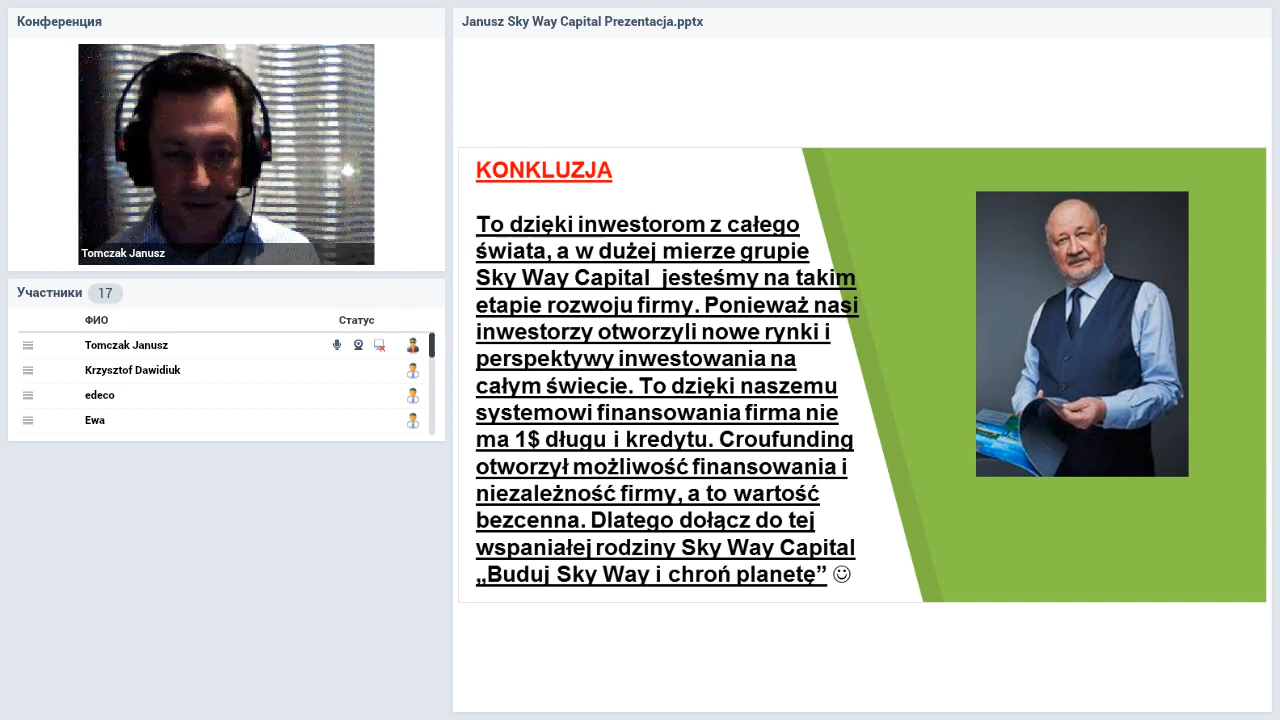 Конференция
Tomczak Janusz
Участники 17
ФИО Статус
Tomczak Janusz
Krzysztof Dawidiuk
edeco
Ewa
Janusz Sky Way Capital Prezentacja.pptx
KONKLUZJA
To dzięki inwestorom z całego
świata, a w dużej mierze grupie
Sky Way Capital jesteśmy na takim
etapie rozwoju firmy. Ponieważ nasi
inwestorzy otworzyli nowe rynki i
perspektywy inwestowania na
całym świecie. To dzięki naszemu
systemowi finansowania firma nie
ma 1$ długu i kredytu. Croufunding
otworzył możliwość finansowania i
niezależność firmy, a to wartość
bezcenna. Dlatego dołącz do tej
wspaniałej rodziny Sky Way Capital
„Buduj Sky Way i chroń planetę” ☺